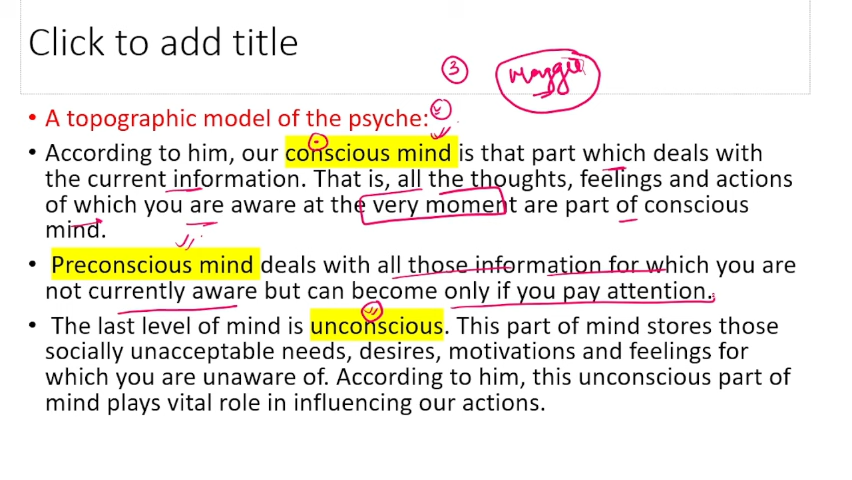 Click to add title
3
Maggie
• A topographic model of the psyche:
• According to him, our conscious mind is that part which deals with
the current information. That is, all the thoughts, feelings and actions
of which you are aware at the very moment are part of conscious
mind.
• Preconscious mind deals with all those information for which you are
not currently aware but can become only if you pay attention.
• The last level of mind is unconscious. This part of mind stores those
socially unacceptable needs, desires, motivations and feelings for
which you are unaware of. According to him, this unconscious part of
mind plays vital role in influencing our actions.